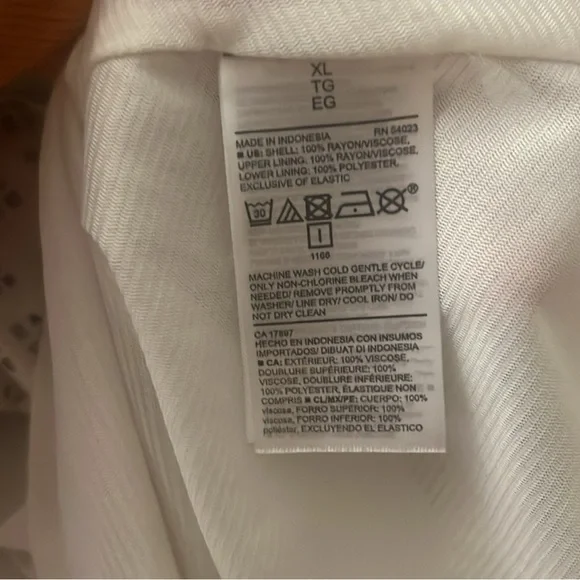 XL
TG
EG
MADE IN INDONESIA RN 54023
■ US: SHELL: 100% RAYON/VISCOSE,
UPPER LINING: 100% RAYON/VISCOSE,
LOWER LINING: 100% POLYESTER,
EXCLUSIVE OF ELASTIC
30 ®
1166
MACHINE WASH COLD GENTLE CYCLE/
ONLY NON-CHLORINE BLEACH WHEN
NEEDED/ REMOVE PROMPTLY FROM
WASHER/ LINE DRY/ COOL IRON/ DO
NOT DRY CLEAN
CA 17897
HECHO EN INDONESIA CON INSUMOS
IMPORTADOS/ DIBUAT DI INDONESIA
■ CA: EXTÉRIEUR: 100% VISCOSE,
DOUBLURE SUPÉRIEURE: 100%
VISCOSE, DOUBLURE INFÉRIEURE:
100% POLYESTER, ÉLASTIQUE NON
COMPRIS ■ CL/MX/PE: CUERPO: 100%
viscosa, FORRO SUPERIOR: 100%
viscosa, FORRO INFERIOR: 100%
poliéster, EXCLUYENDO EL ELASTICO